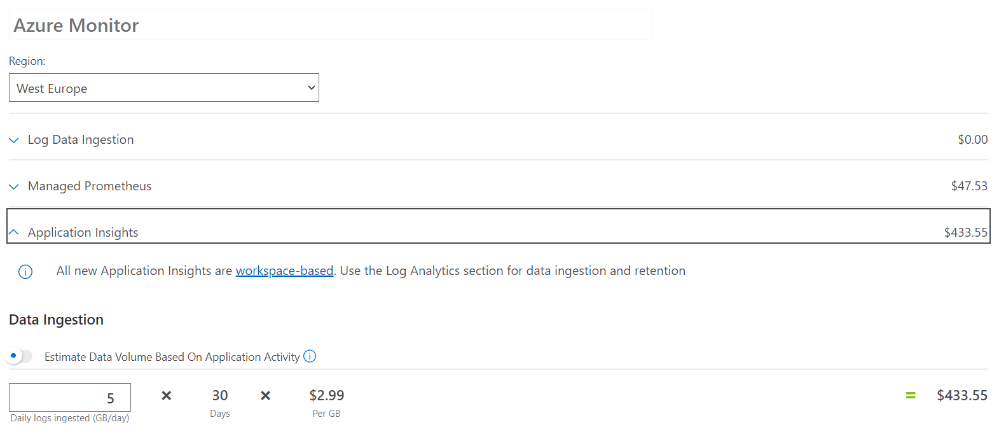 Azure Monitor
Region:
West Europe
Log Data Ingestion $0.00
Managed Prometheus $47.53
Application Insights $433.55
All new Application Insights are workspace-based. Use the Log Analytics section for data ingestion and retention
Data Ingestion
Estimate Data Volume Based On Application Activity
5 × 30 × $2.99 = $433.55
Daily logs ingested (GB/day) Days Per GB